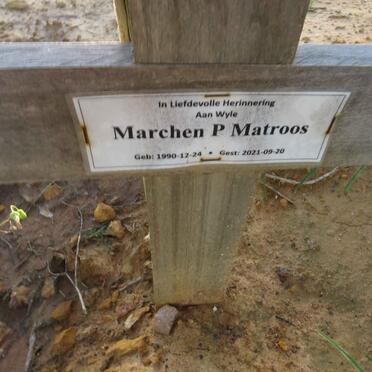 In Liefdevolle Herinnering
Aan Wyle
Marchen P Matroos
Geb: 1990-12-24 • Gest: 2021-09-20